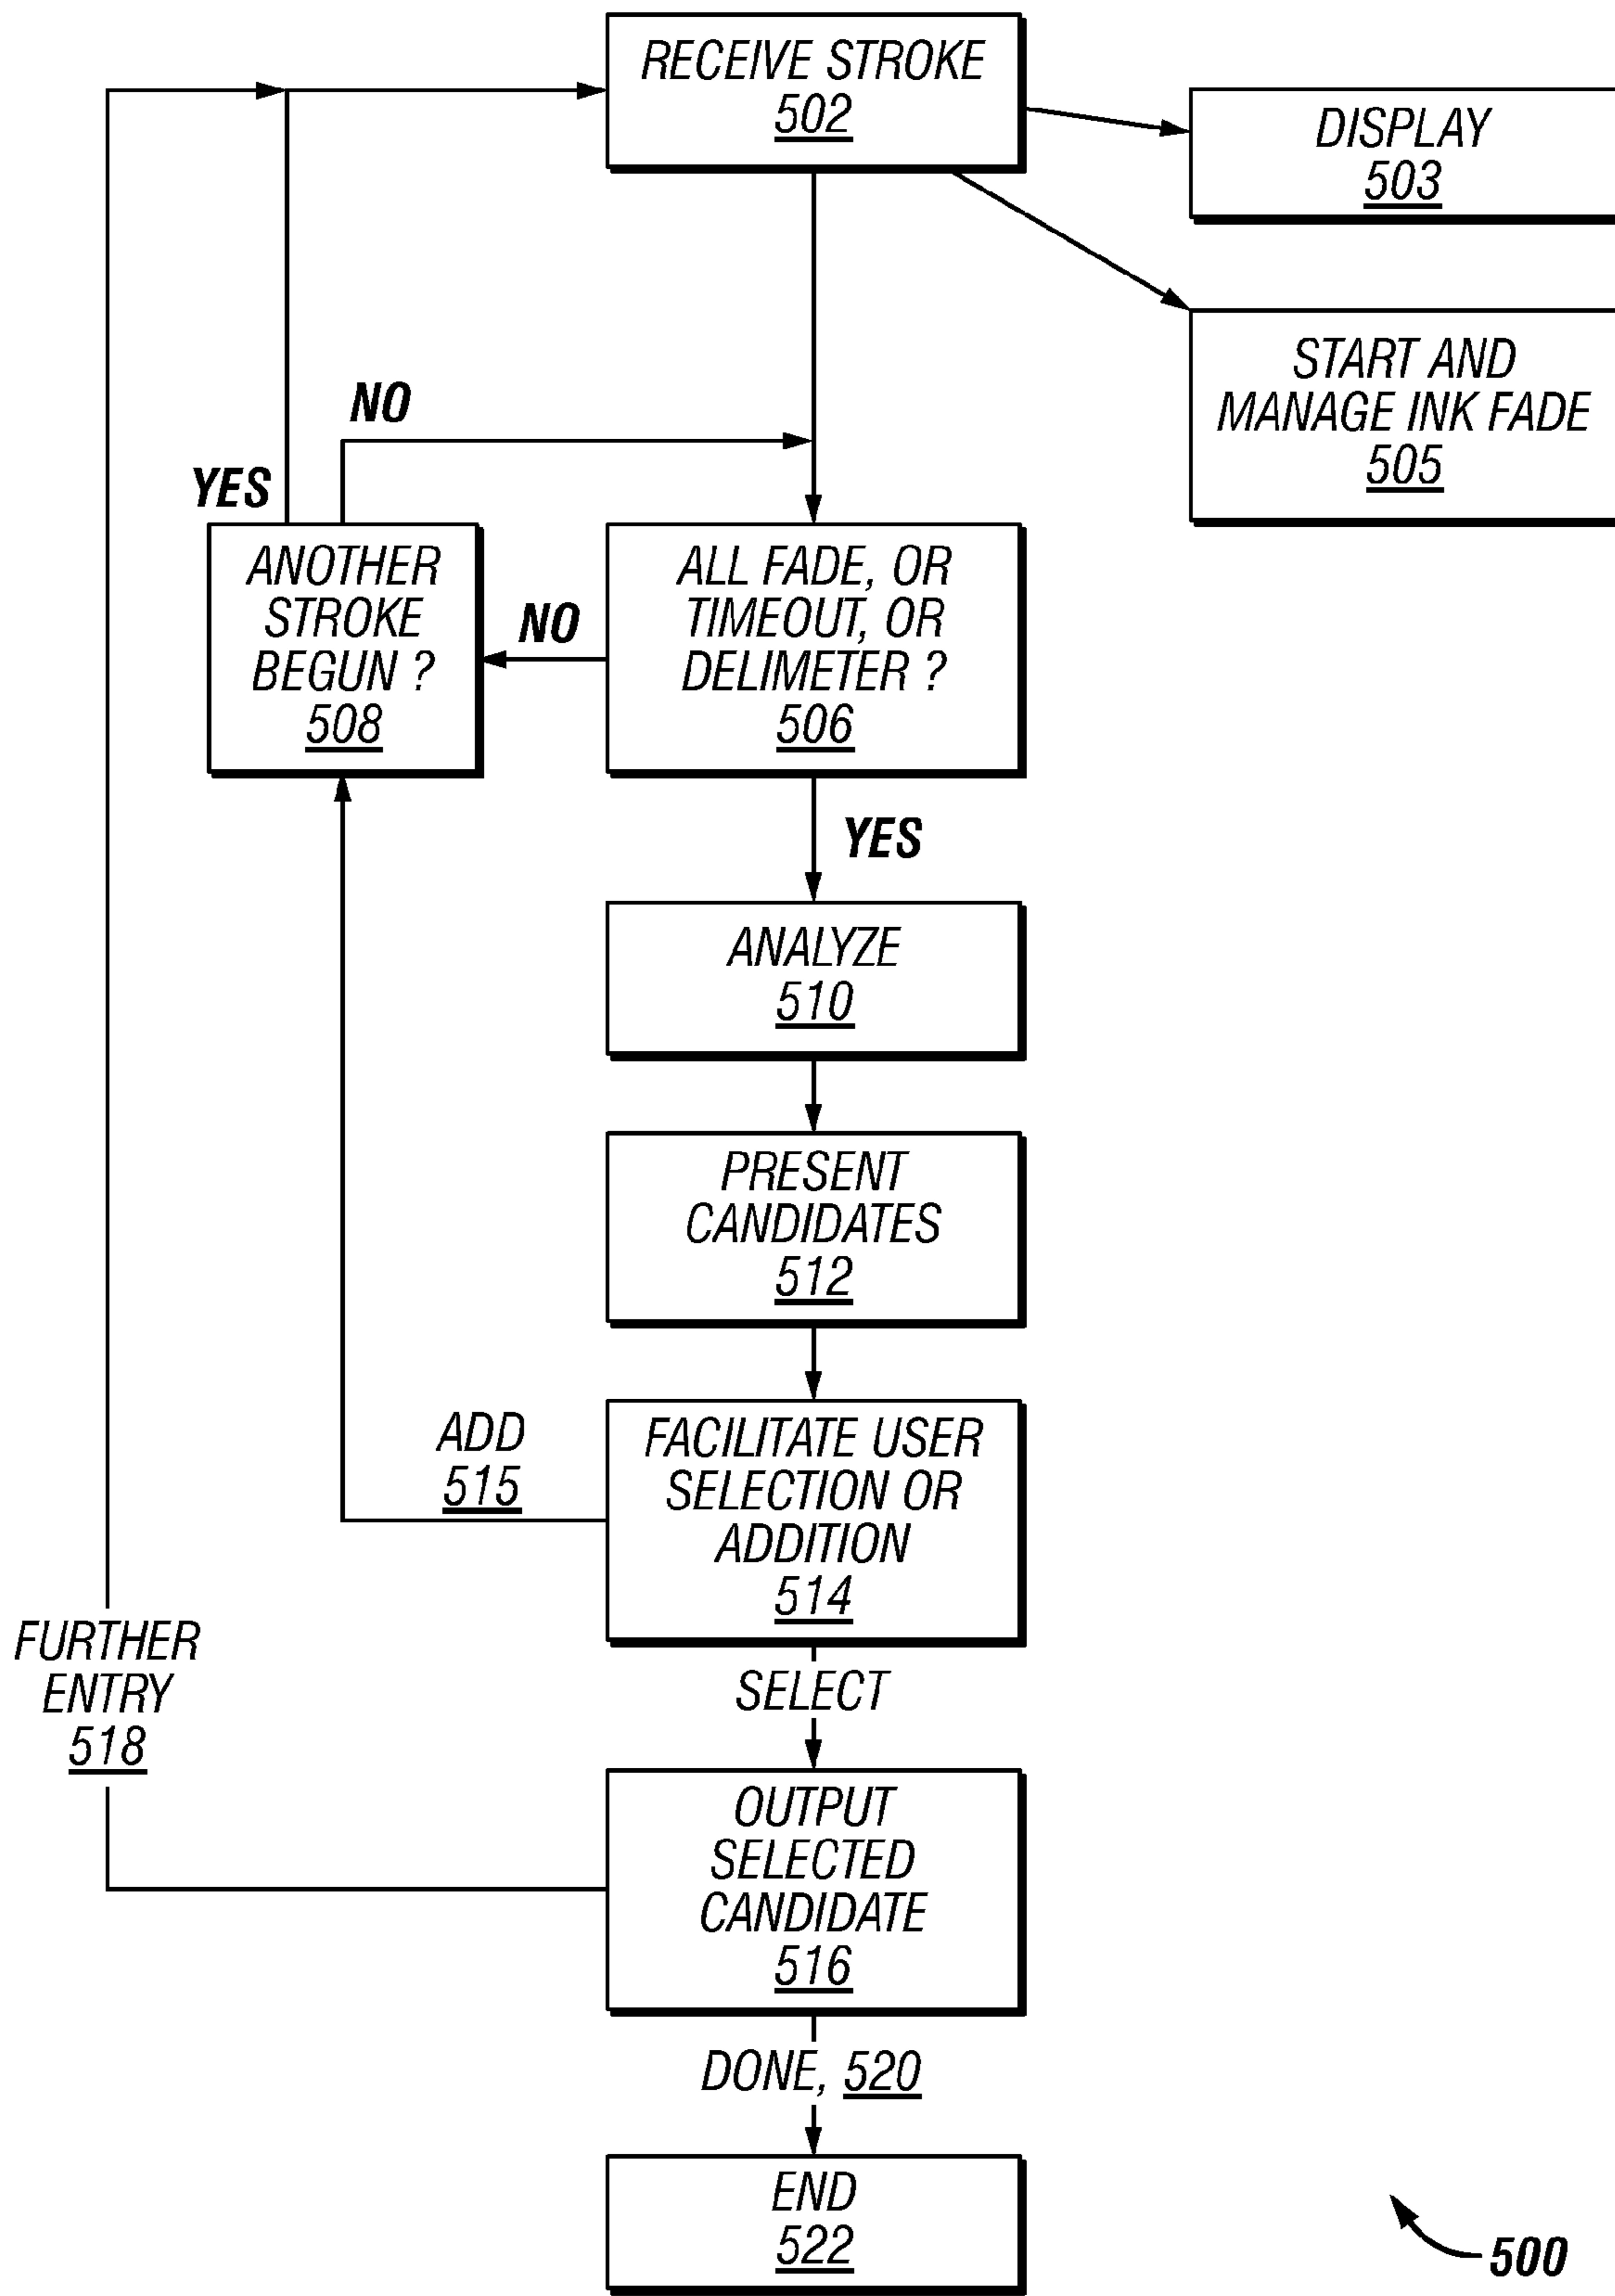 RECEIVE STROKE
502
DISPLAY
503
START AND
MANAGE INK FADE
505
NO
YES
ANOTHER
STROKE
BEGUN ?
508
NO
ALL FADE, OR
TIMEOUT, OR
DELIMETER ?
506
YES
ANALYZE
510
PRESENT
CANDIDATES
512
ADD
515
FACILITATE USER
SELECTION OR
ADDITION
514
FURTHER
ENTRY
518
SELECT
OUTPUT
SELECTED
CANDIDATE
516
DONE, 520
END
522
500